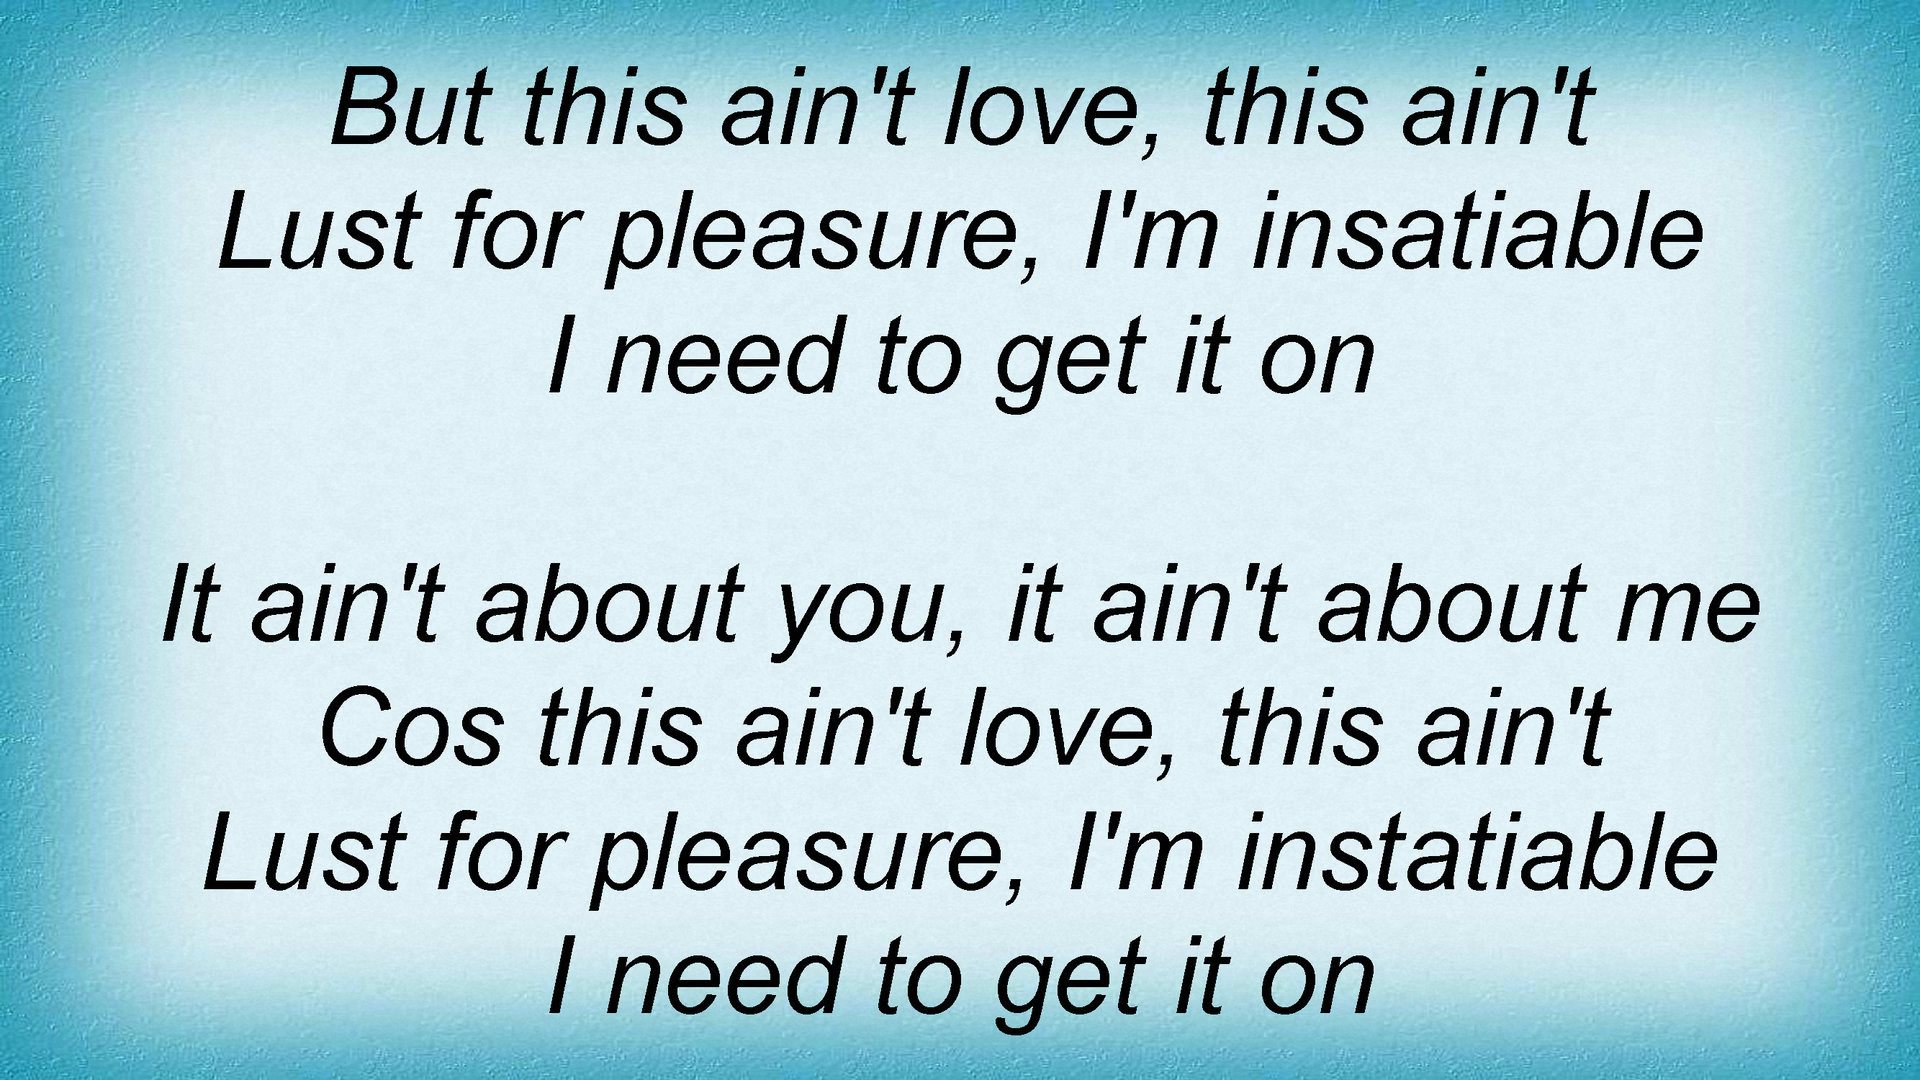 But this ain't love, this ain't
Lust for pleasure, I'm insatiable
I need to get it on
It ain't about you, it ain't about me
Cos this ain't love, this ain't
Lust for pleasure, I'm instatiable
I need to get it on